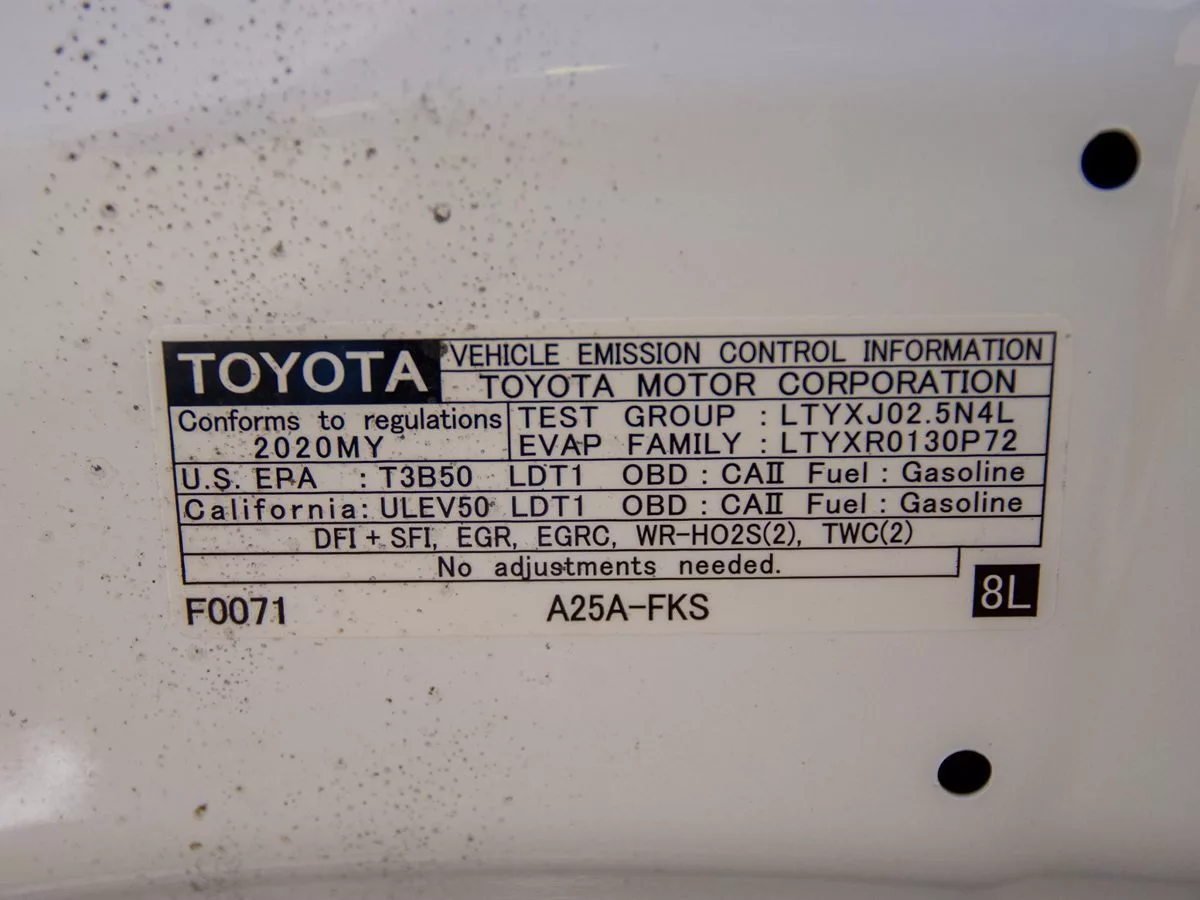 TOYOTA
VEHICLE EMISSION CONTROL INFORMATION
TOYOTA MOTOR CORPORATION
Conforms to regulations
2020MY
TEST GROUP : LTYXJ02.5N4L
EVAP FAMILY : LTYXR0130P72
U.S. EPA : T3B50 LDT1 OBD : CAⅡ Fuel : Gasoline
California : ULEV50 LDT1 OBD : CAⅡ Fuel : Gasoline
DFI + SFI, EGR, EGRC, WR-HO2S(2), TWC(2)
No adjustments needed.
F0071 A25A-FKS 8L